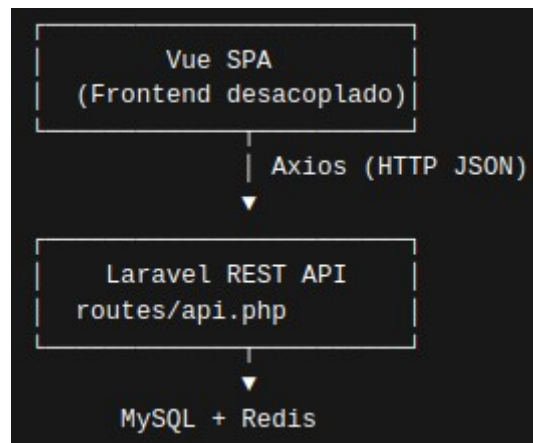 Vue SPA
(Frontend desacoplado)
Axios (HTTP JSON)
Laravel REST API
routes/api.php
MySQL + Redis